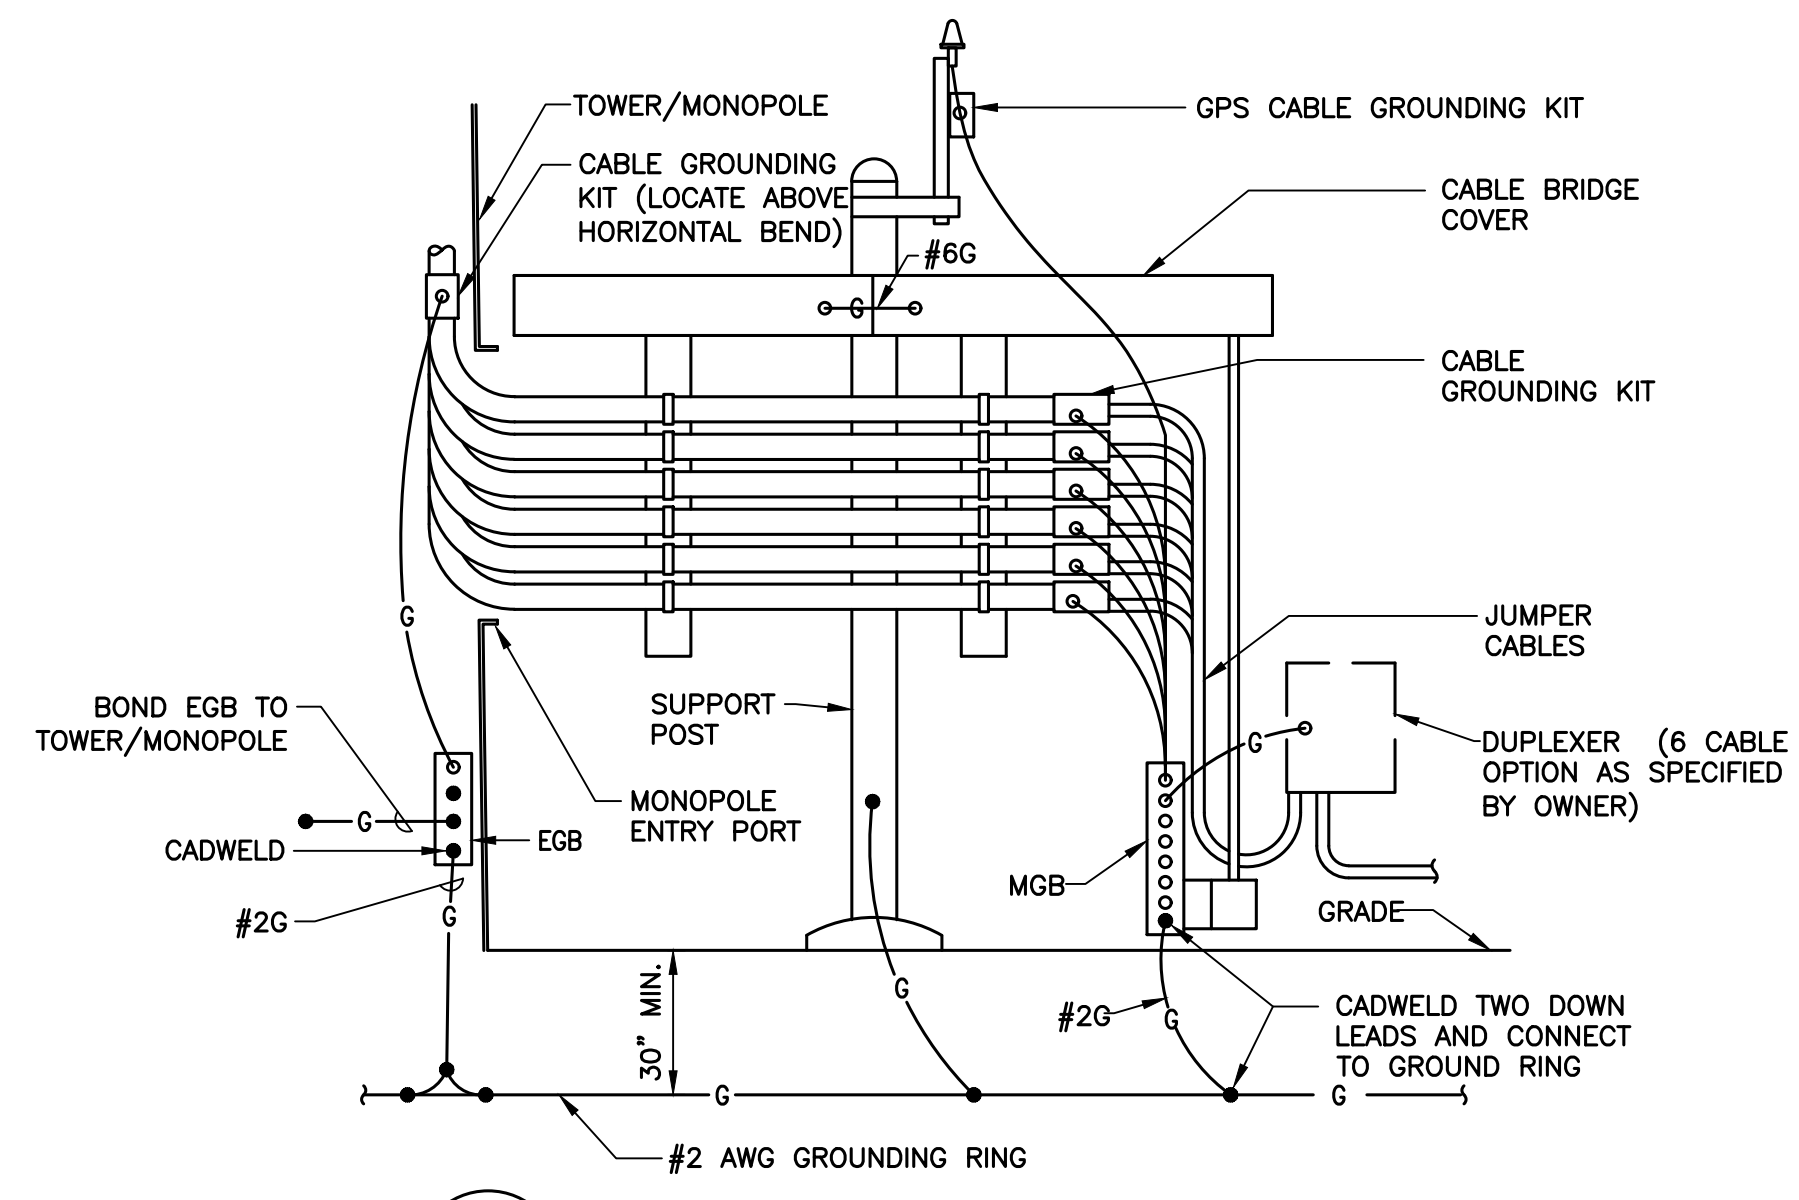 TOWER/MONOPOLE
GPS CABLE GROUNDING KIT
CABLE GROUNDING
KIT (LOCATE ABOVE
HORIZONTAL BEND)
CABLE BRIDGE
COVER
#6G
G
CABLE
GROUNDING KIT
G
JUMPER
CABLES
BOND EGB TO
TOWER/MONOPOLE
SUPPORT
POST
G
DUPLEXER (6 CABLE
OPTION AS SPECIFIED
BY OWNER)
MONOPOLE
ENTRY PORT
G
CADWELD
EGB
MGB
#2G
G
GRADE
30" MIN.
G
#2G
G
CADWELD TWO DOWN
LEADS AND CONNECT
TO GROUND RING
G
G
#2 AWG GROUNDING RING